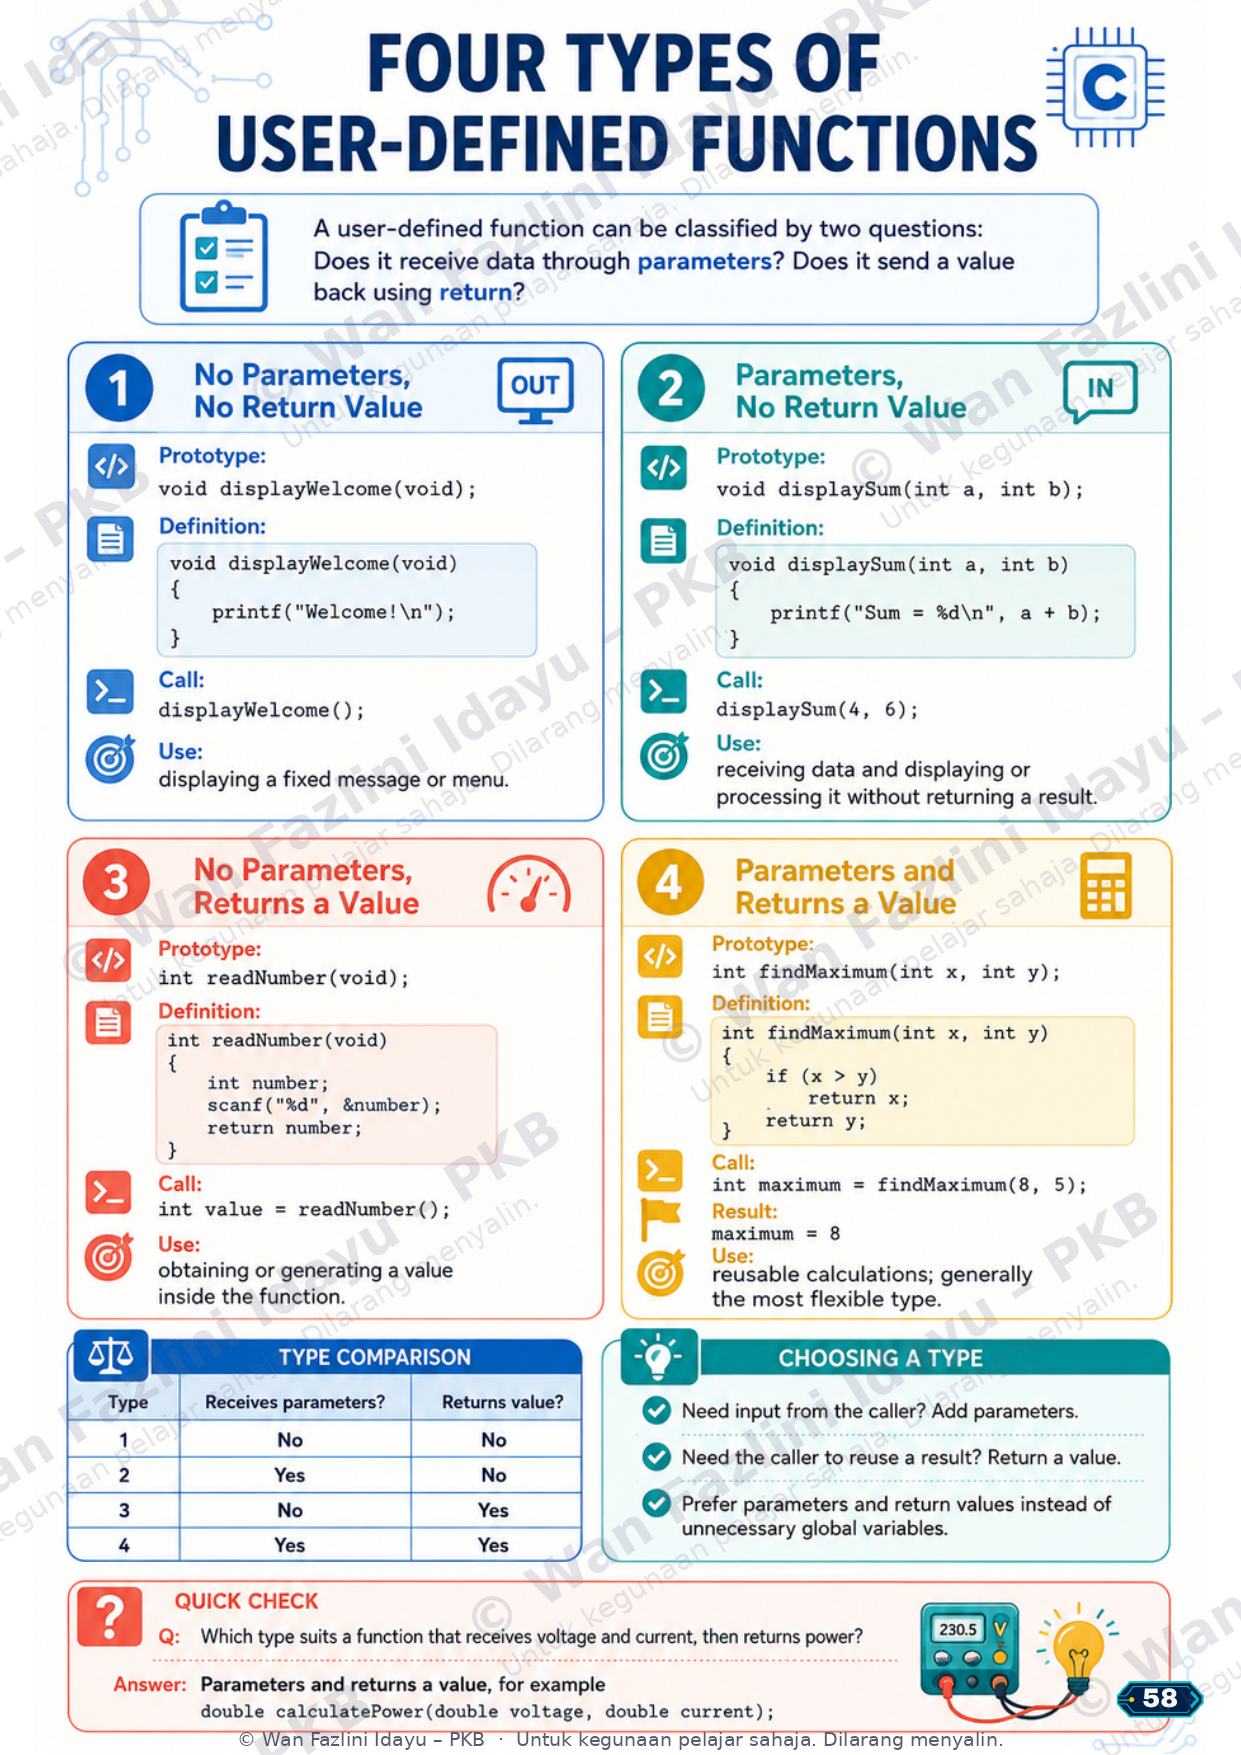 FOUR TYPES OF
USER-DEFINED FUNCTIONS
C
A user-defined function can be classified by two questions:
Does it receive data through parameters? Does it send a value
back using return?
1
No Parameters,
No Return Value
OUT
</>
Prototype:
void displayWelcome(void);
Definition:
void displayWelcome(void)
{
printf("Welcome!\n");
}
>_
Call:
displayWelcome();
Use:
displaying a fixed message or menu.
2
Parameters,
No Return Value
IN
</>
Prototype:
void displaySum(int a, int b);
Definition:
void displaySum(int a, int b)
{
printf("Sum = %d\n", a + b);
}
>_
Call:
displaySum(4, 6);
Use:
receiving data and displaying or
processing it without returning a result.
3
No Parameters,
Returns a Value
</>
Prototype:
int readNumber(void);
Definition:
int readNumber(void)
{
int number;
scanf("%d", &number);
return number;
}
>_
Call:
int value = readNumber();
Use:
obtaining or generating a value
inside the function.
4
Parameters and
Returns a Value
</>
Prototype:
int findMaximum(int x, int y);
Definition:
int findMaximum(int x, int y)
{
if (x > y)
return x;
return y;
}
>_
Call:
int maximum = findMaximum(8, 5);
Result:
maximum = 8
Use:
reusable calculations; generally
the most flexible type.
TYPE COMPARISON
Type Receives parameters? Returns value?
1 No No
2 Yes No
3 No Yes
4 Yes Yes
CHOOSING A TYPE
Need input from the caller? Add parameters.
Need the caller to reuse a result? Return a value.
Prefer parameters and return values instead of
unnecessary global variables.
?
QUICK CHECK
Q: Which type suits a function that receives voltage and current, then returns power?
Answer: Parameters and returns a value, for example
double calculatePower(double voltage, double current);
230.5 V
58
© Wan Fazlini Idayu – PKB · Untuk kegunaan pelajar sahaja. Dilarang menyalin.
© Wan Fazlini Idayu – PKB
Untuk kegunaan pelajar sahaja. Dilarang menyalin.